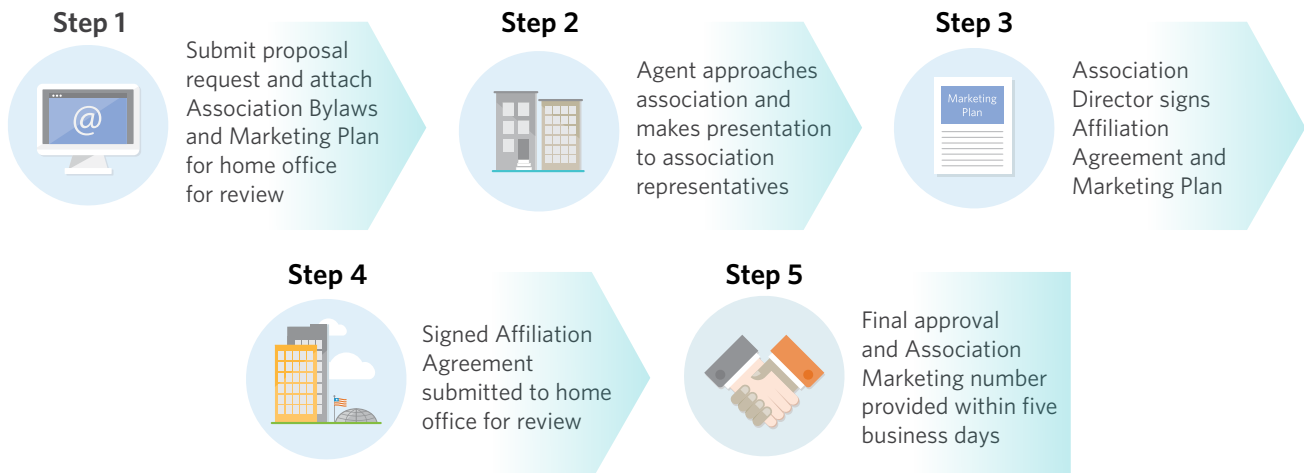 Step 1
Submit proposal
request and attach
Association Bylaws
and Marketing Plan
for home office
for review
@
Step 2
Agent approaches
association and
makes presentation
to association
representatives
Step 3
Marketing
Plan
Association
Director signs
Affiliation
Agreement and
Marketing Plan
Step 4
Signed Affiliation
Agreement
submitted to home
office for review
Step 5
Final approval
and Association
Marketing number
provided within five
business days